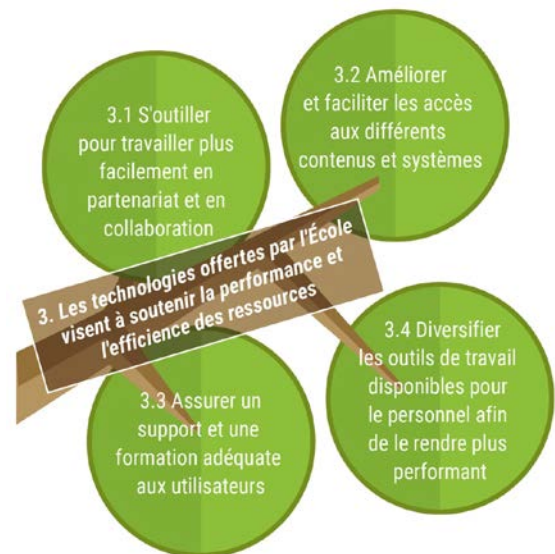 3.1 S'outiller
pour travailler plus
facilement en
partenariat et en
collaboration
3.2 Améliorer
et faciliter les accès
aux différents
contenus et systèmes
3. Les technologies offertes par l'École
visent à soutenir la performance et
l'efficience des ressources
3.3 Assurer un
support et une
formation adéquate
aux utilisateurs
3.4 Diversifier
les outils de travail
disponibles pour
le personnel afin
de le rendre plus
performant